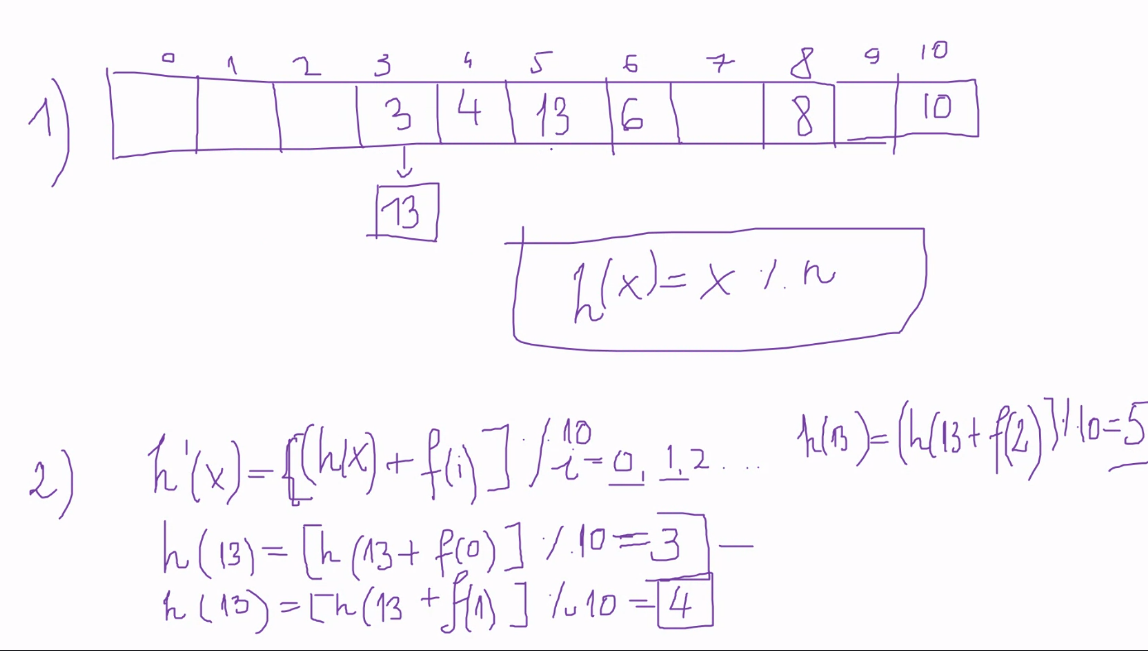 0 1 2 3 4 5 6 7 8 9 10
1) 3 4 13 6 8 10
13
h(x) = x % n
2) h'(x) = [(h(x) + f(i)] % 10 i = 0, 1, 2 ....
h(13) = (h(13 + f(2)] % 10 = 5
h(13) = [h(13 + f(0)] % 10 = 3 —
h(13) = [h(13 + f(1)] % 10 = 4